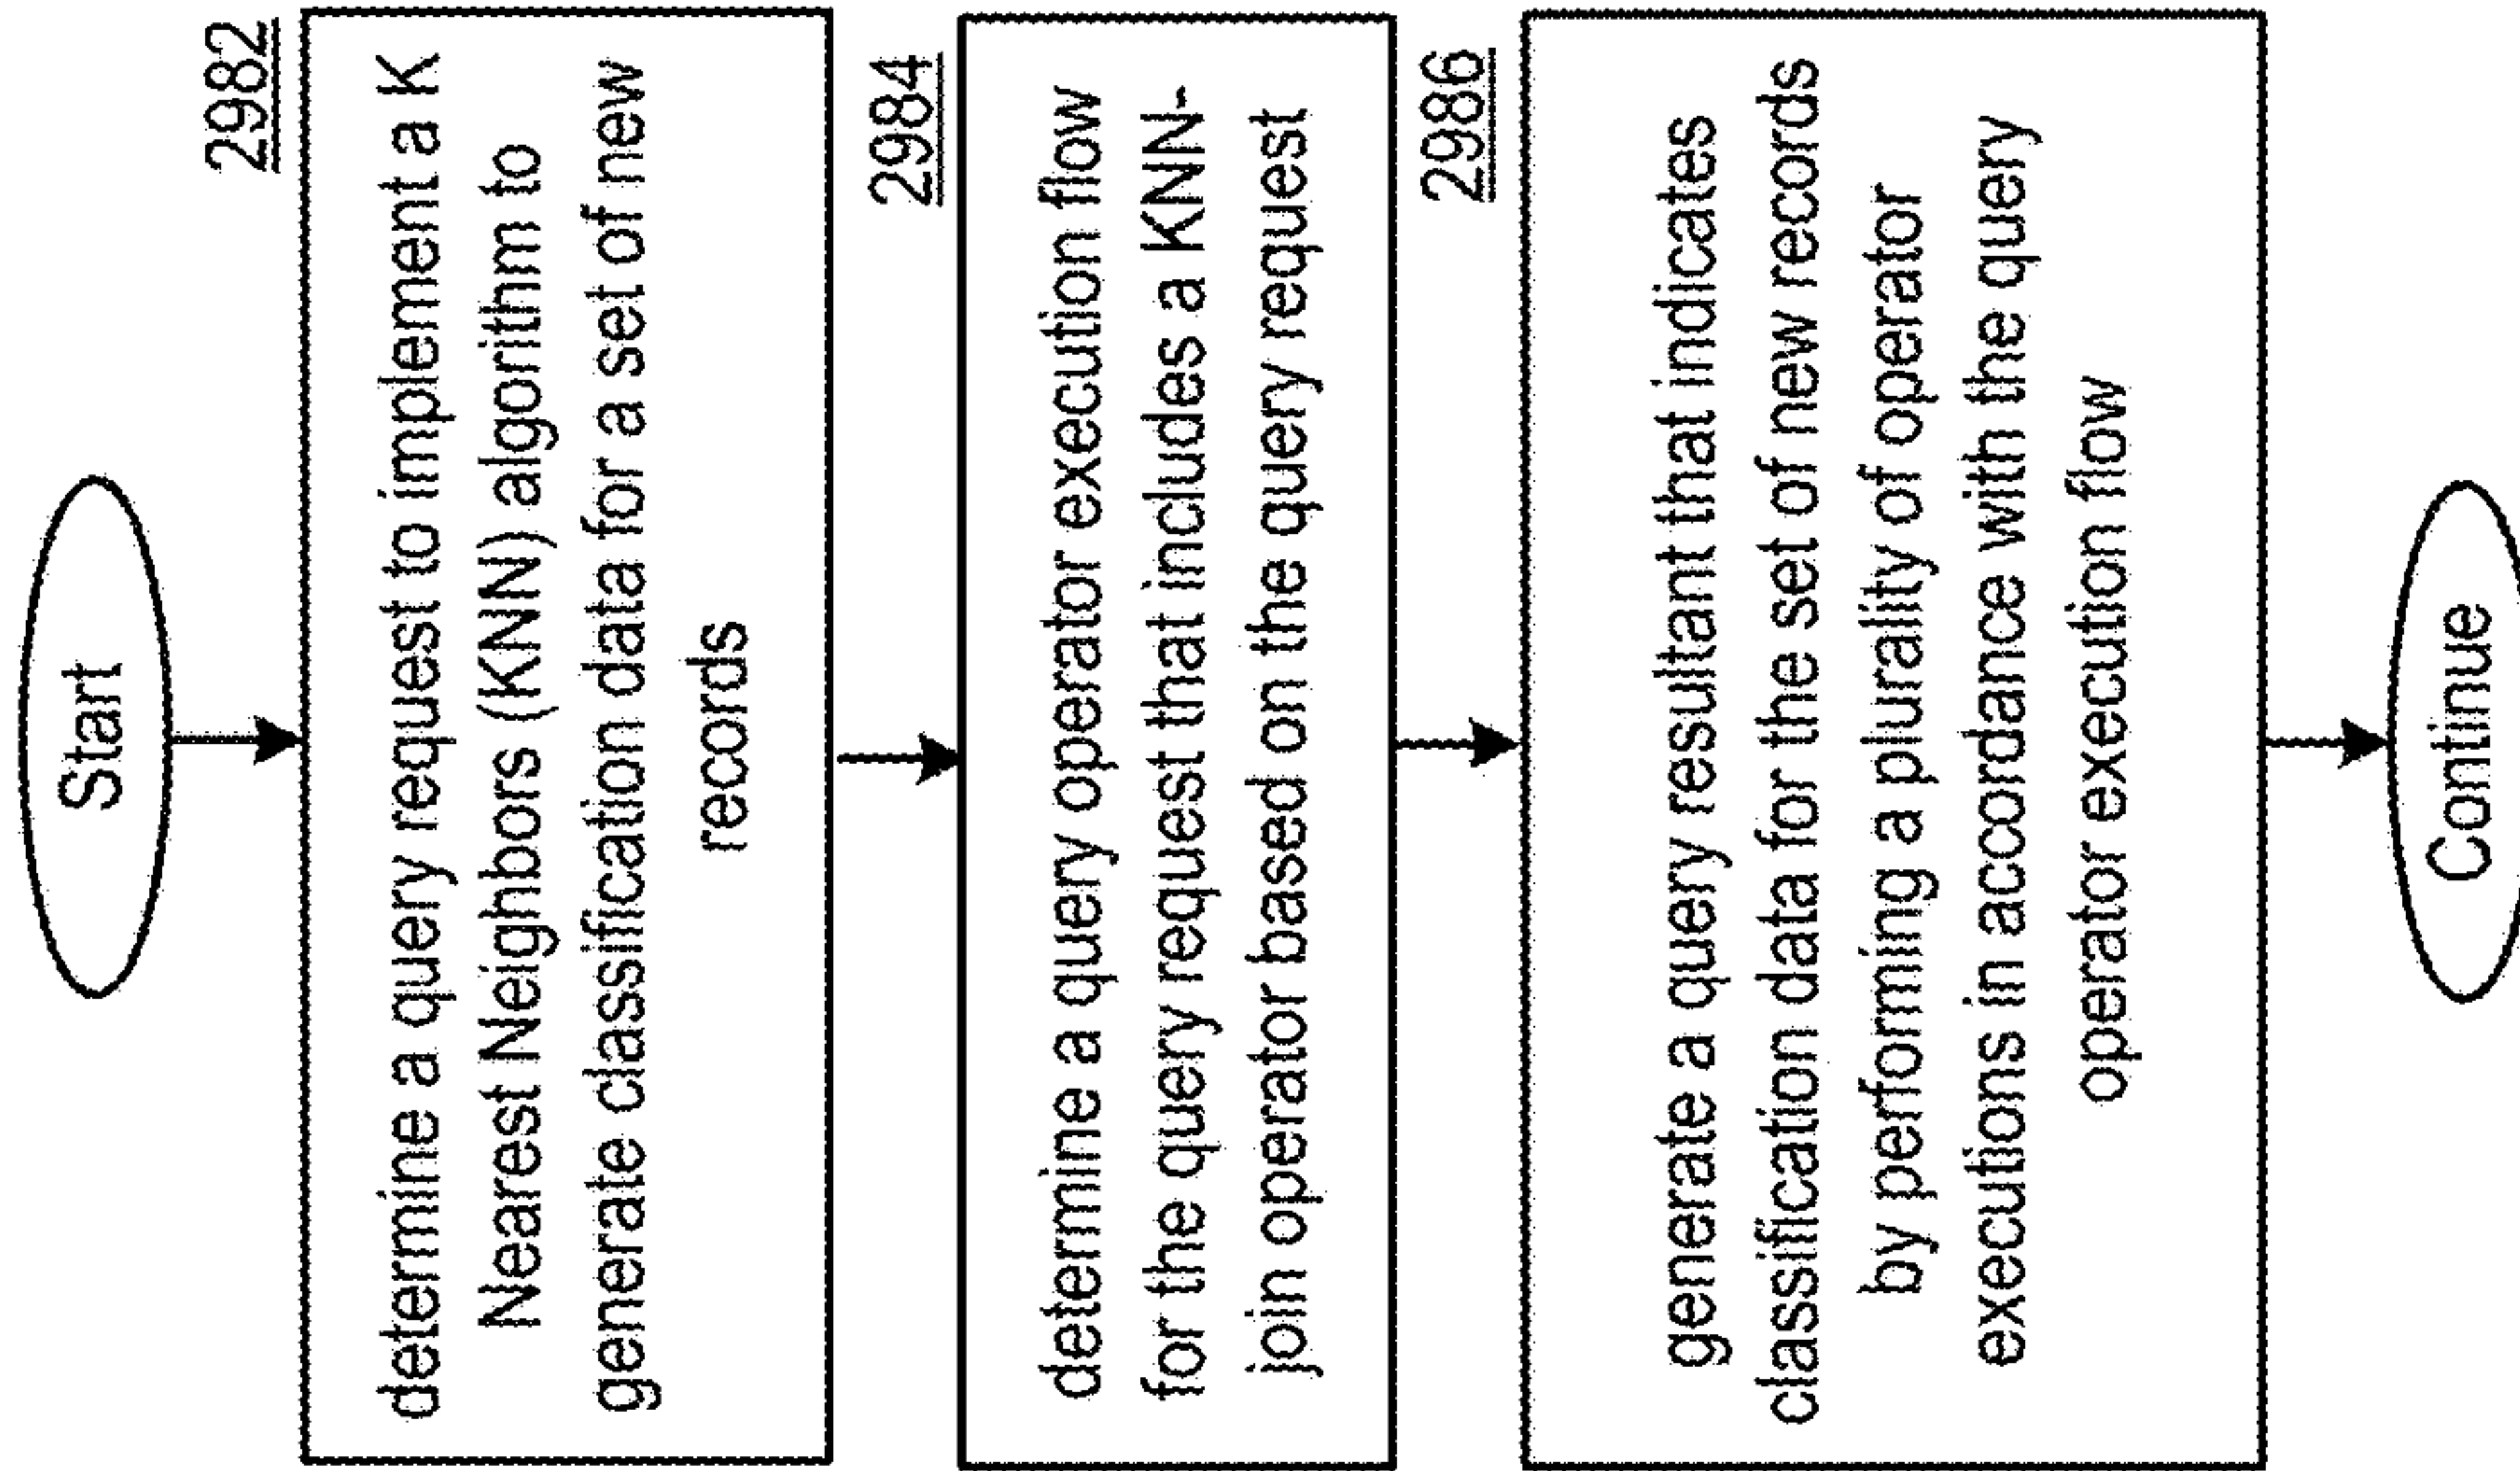 Start
2982
determine a query request to implement a K
Nearest Neighbors (KNN) algorithm to
generate classification data for a set of new
records
2984
determine a query operator execution flow
for the query request that includes a KNN-
join operator based on the query request
2986
generate a query resultant that indicates
classification data for the set of new records
by performing a plurality of operator
executions in accordance with the query
operator execution flow
Continue